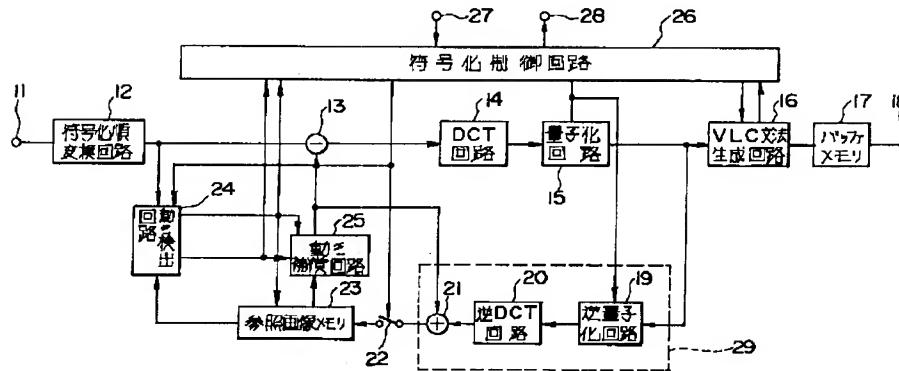 27
28
26
符号化制御回路
11
12
符号化順
変換回路
13
14
DCT
回路
量子化
回路
15
16
VLC文法
生成回路
17
バッファ
メモリ
18
24
動き検出
回路
25
動き
補償回路
23
参照画像メモリ
22
21
20
逆DCT
回路
19
逆量子
化回路
29